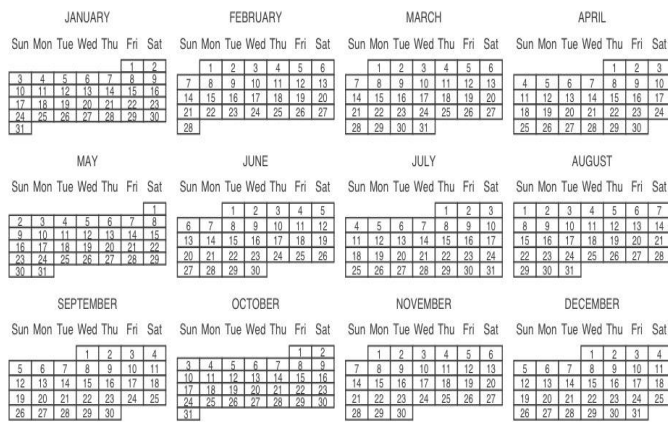 JANUARY
Sun Mon Tue Wed Thu Fri Sat
1 2
3 4 5 6 7 8 9
10 11 12 13 14 15 16
17 18 19 20 21 22 23
24 25 26 27 28 29 30
31
FEBRUARY
Sun Mon Tue Wed Thu Fri Sat
1 2 3 4 5 6
7 8 9 10 11 12 13
14 15 16 17 18 19 20
21 22 23 24 25 26 27
28
MARCH
Sun Mon Tue Wed Thu Fri Sat
1 2 3 4 5 6
7 8 9 10 11 12 13
14 15 16 17 18 19 20
21 22 23 24 25 26 27
28 29 30 31
APRIL
Sun Mon Tue Wed Thu Fri Sat
1 2 3
4 5 6 7 8 9 10
11 12 13 14 15 16 17
18 19 20 21 22 23 24
25 26 27 28 29 30
MAY
Sun Mon Tue Wed Thu Fri Sat
1
2 3 4 5 6 7 8
9 10 11 12 13 14 15
16 17 18 19 20 21 22
23 24 25 26 27 28 29
30 31
JUNE
Sun Mon Tue Wed Thu Fri Sat
1 2 3 4 5
6 7 8 9 10 11 12
13 14 15 16 17 18 19
20 21 22 23 24 25 26
27 28 29 30
JULY
Sun Mon Tue Wed Thu Fri Sat
1 2 3
4 5 6 7 8 9 10
11 12 13 14 15 16 17
18 19 20 21 22 23 24
25 26 27 28 29 30 31
AUGUST
Sun Mon Tue Wed Thu Fri Sat
1 2 3 4 5 6 7
8 9 10 11 12 13 14
15 16 17 18 19 20 21
22 23 24 25 26 27 28
29 30 31
SEPTEMBER
Sun Mon Tue Wed Thu Fri Sat
1 2 3 4
5 6 7 8 9 10 11
12 13 14 15 16 17 18
19 20 21 22 23 24 25
26 27 28 29 30
OCTOBER
Sun Mon Tue Wed Thu Fri Sat
1 2
3 4 5 6 7 8 9
10 11 12 13 14 15 16
17 18 19 20 21 22 23
24 25 26 27 28 29 30
31
NOVEMBER
Sun Mon Tue Wed Thu Fri Sat
1 2 3 4 5 6
7 8 9 10 11 12 13
14 15 16 17 18 19 20
21 22 23 24 25 26 27
28 29 30
DECEMBER
Sun Mon Tue Wed Thu Fri Sat
1 2 3 4
5 6 7 8 9 10 11
12 13 14 15 16 17 18
19 20 21 22 23 24 25
26 27 28 29 30 31